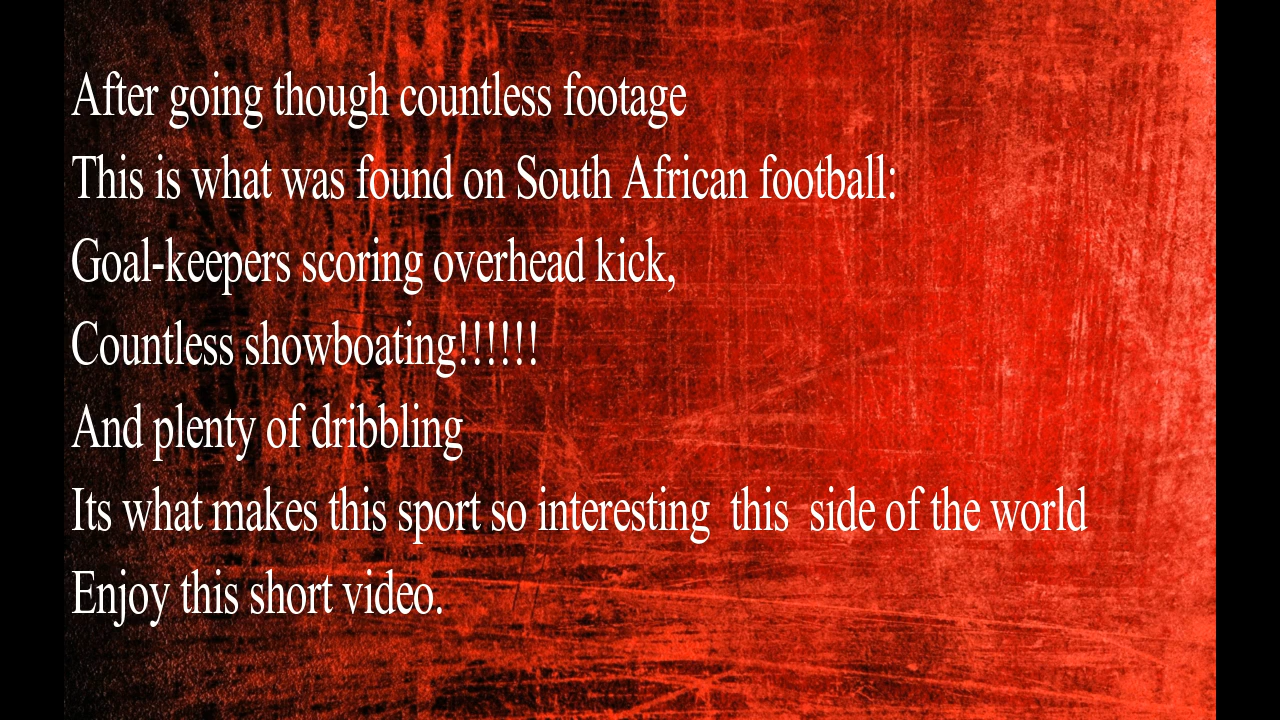 After going though countless footage
This is what was found on South African football:
Goal-keepers scoring overhead kick,
Countless showboating!!!!!!
And plenty of dribbling
Its what makes this sport so interesting  this  side of the world
Enjoy this short video.